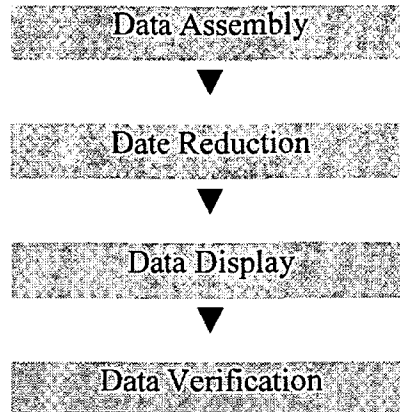 Data Assembly
Date Reduction
Data Display
Data Verification